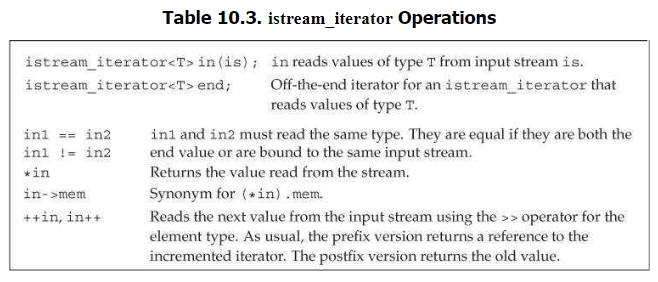 Table 10.3. istream_iterator Operations
istream_iterator<T> in(is); in reads values of type T from input stream is.
istream_iterator<T> end; Off-the-end iterator for an istream_iterator that
reads values of type T.
in1 == in2 in1 and in2 must read the same type. They are equal if they are both the
in1 != in2 end value or are bound to the same input stream.
*in Returns the value read from the stream.
in->mem Synonym for (*in).mem.
++in, in++ Reads the next value from the input stream using the >> operator for the
element type. As usual, the prefix version returns a reference to the
incremented iterator. The postfix version returns the old value.